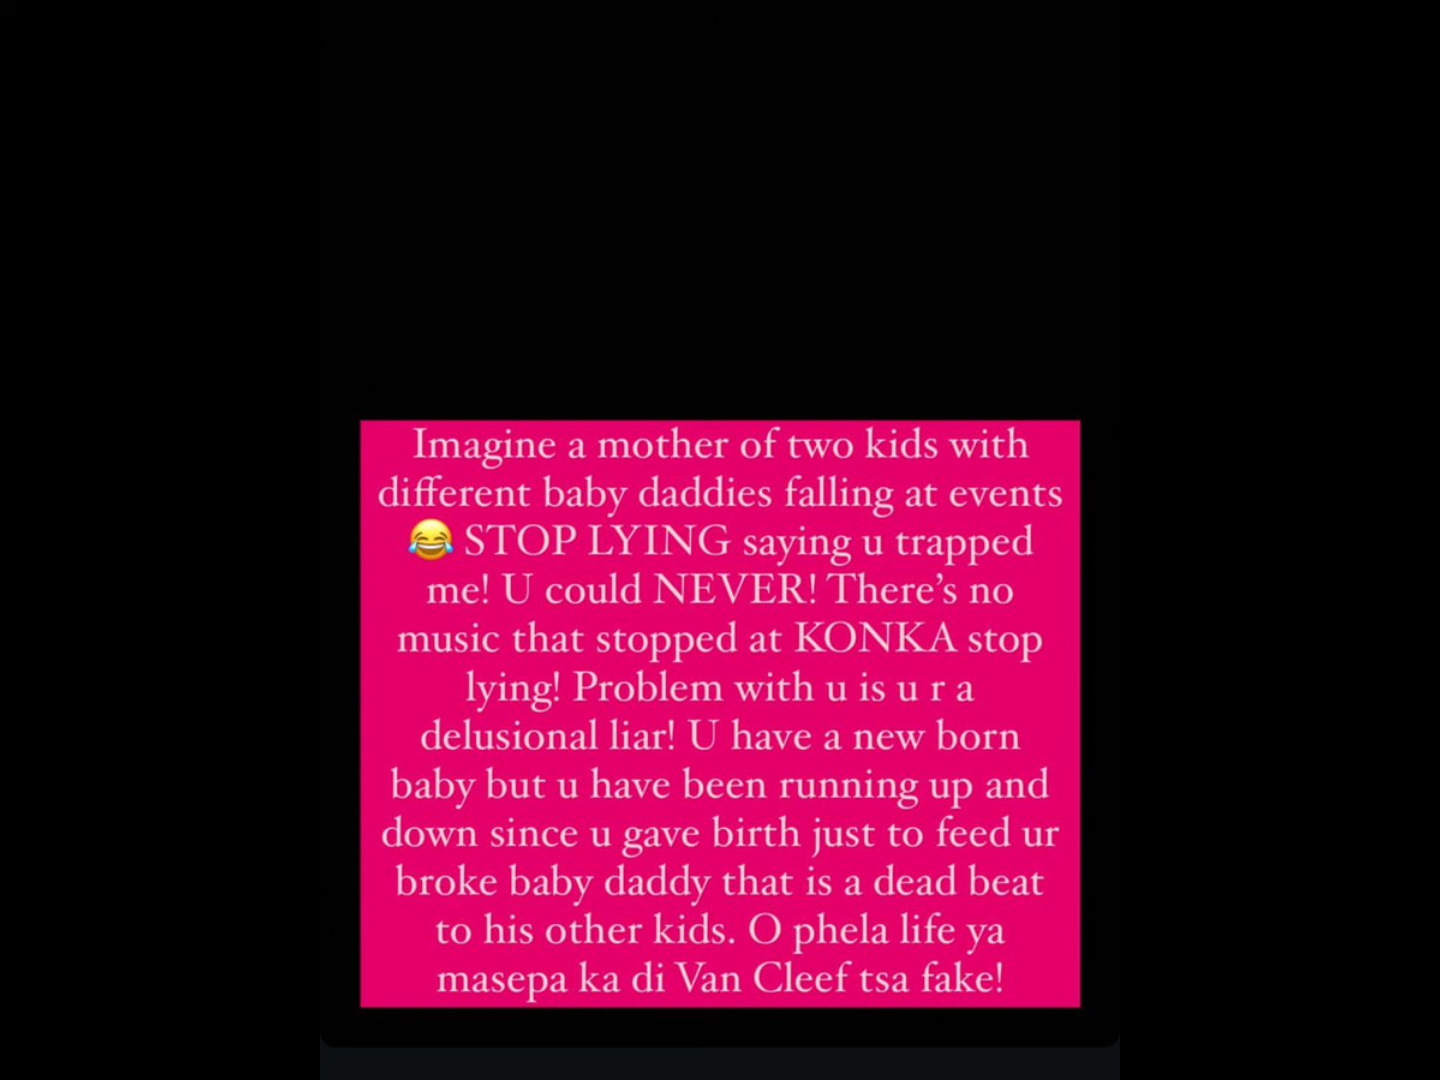 Imagine a mother of two kids with
different baby daddies falling at events
😂 STOP LYING saying u trapped
me! U could NEVER! There’s no
music that stopped at KONKA stop
lying! Problem with u is u r a
delusional liar! U have a new born
baby but u have been running up and
down since u gave birth just to feed ur
broke baby daddy that is a dead beat
to his other kids. O phela life ya
masepa ka di Van Cleef tsa fake!